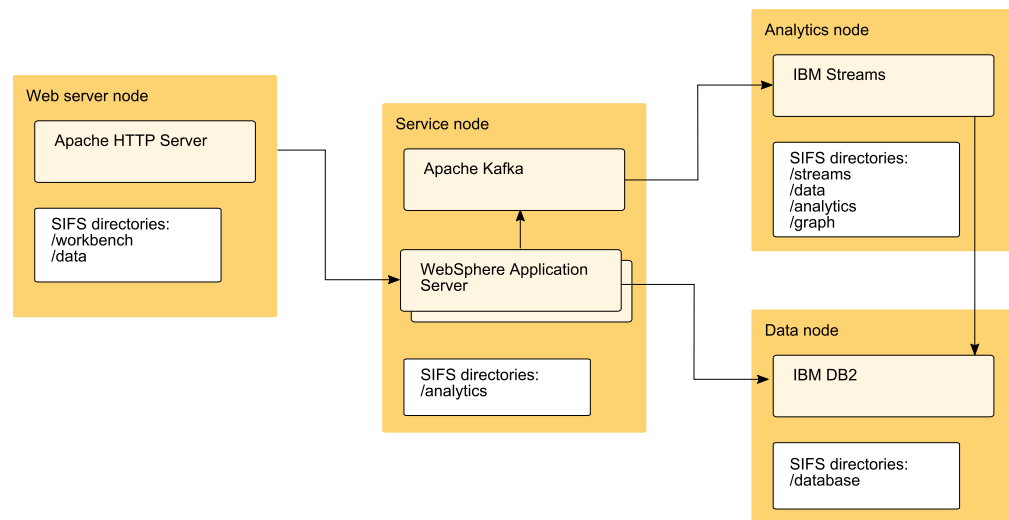 Web server node
Apache HTTP Server
SIFS directories:
/workbench
/data
Service node
Apache Kafka
WebSphere Application
Server
SIFS directories:
/analytics
Analytics node
IBM Streams
SIFS directories:
/streams
/data
/analytics
/graph
Data node
IBM DB2
SIFS directories:
/database